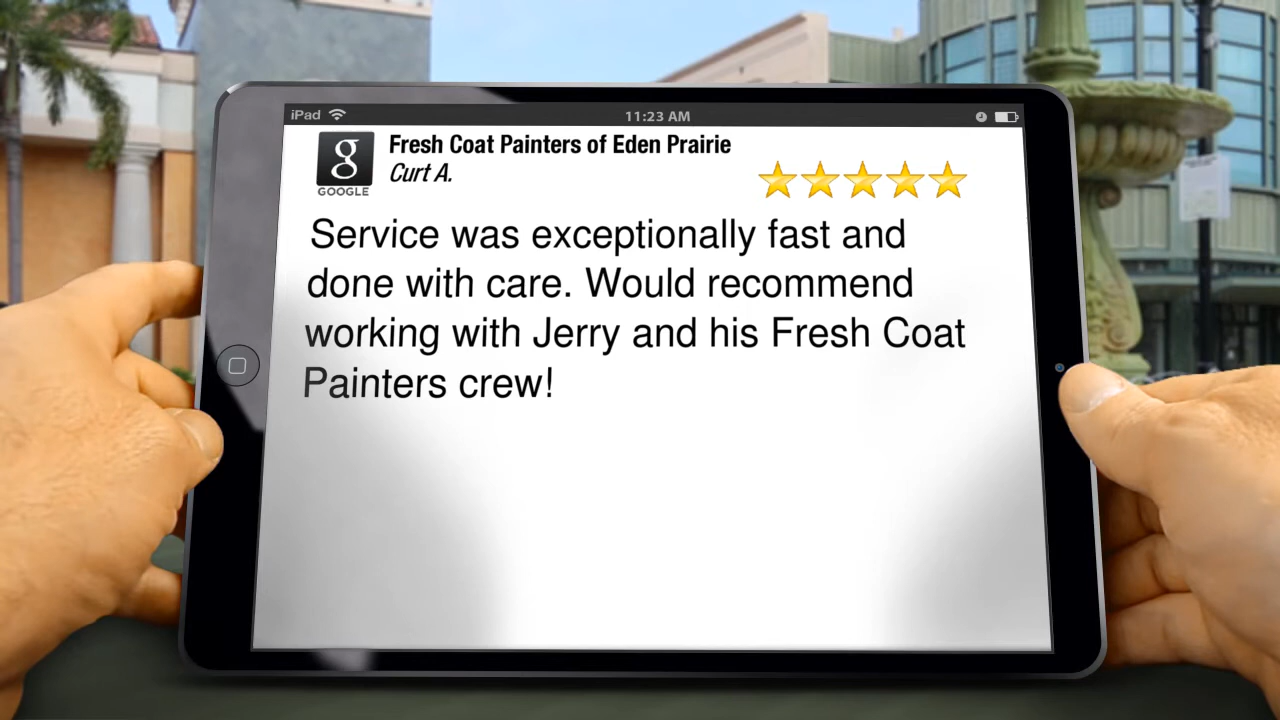 iPad
11:23 AM
g
GOOGLE
Fresh Coat Painters of Eden Prairie
Curt A.
Service was exceptionally fast and
done with care. Would recommend
working with Jerry and his Fresh Coat
Painters crew!